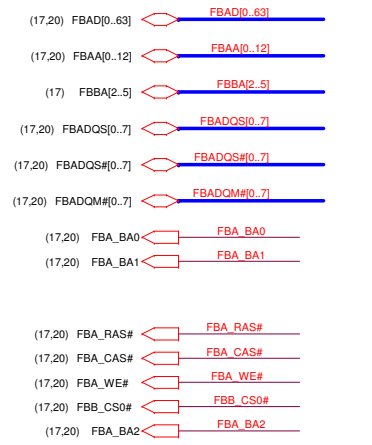 (17,20) FBAD[0..63] FBAD[0..63]
(17,20) FBAA[0..12] FBAA[0..12]
(17) FBBA[2..5] FBBA[2..5]
(17,20) FBADQS[0..7] FBADQS[0..7]
(17,20) FBADQS#[0..7] FBADQS#[0..7]
(17,20) FBADQM#[0..7] FBADQM#[0..7]
(17,20) FBA_BA0 FBA_BA0
(17,20) FBA_BA1 FBA_BA1
(17,20) FBA_RAS# FBA_RAS#
(17,20) FBA_CAS# FBA_CAS#
(17,20) FBA_WE# FBA_WE#
(17,20) FBB_CS0# FBB_CS0#
(17,20) FBA_BA2 FBA_BA2